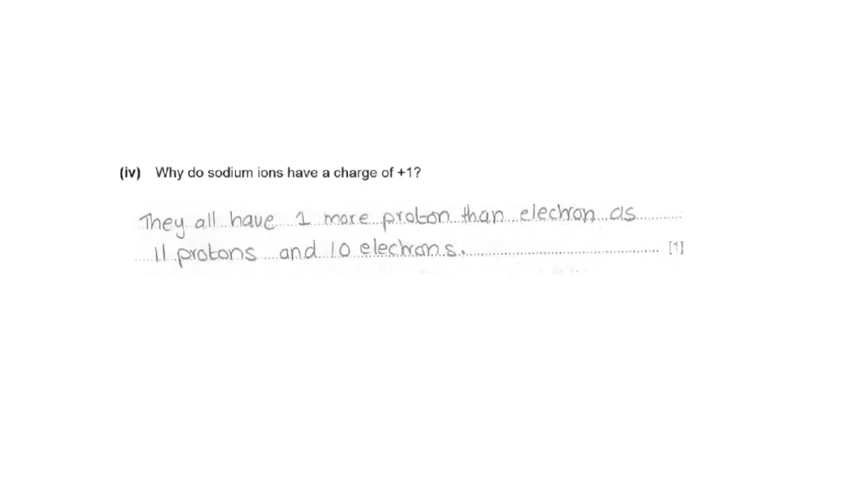 (iv) Why do sodium ions have a charge of +1?
They all have 1 more proton than electron as
11 protons and 10 electrons. [1]